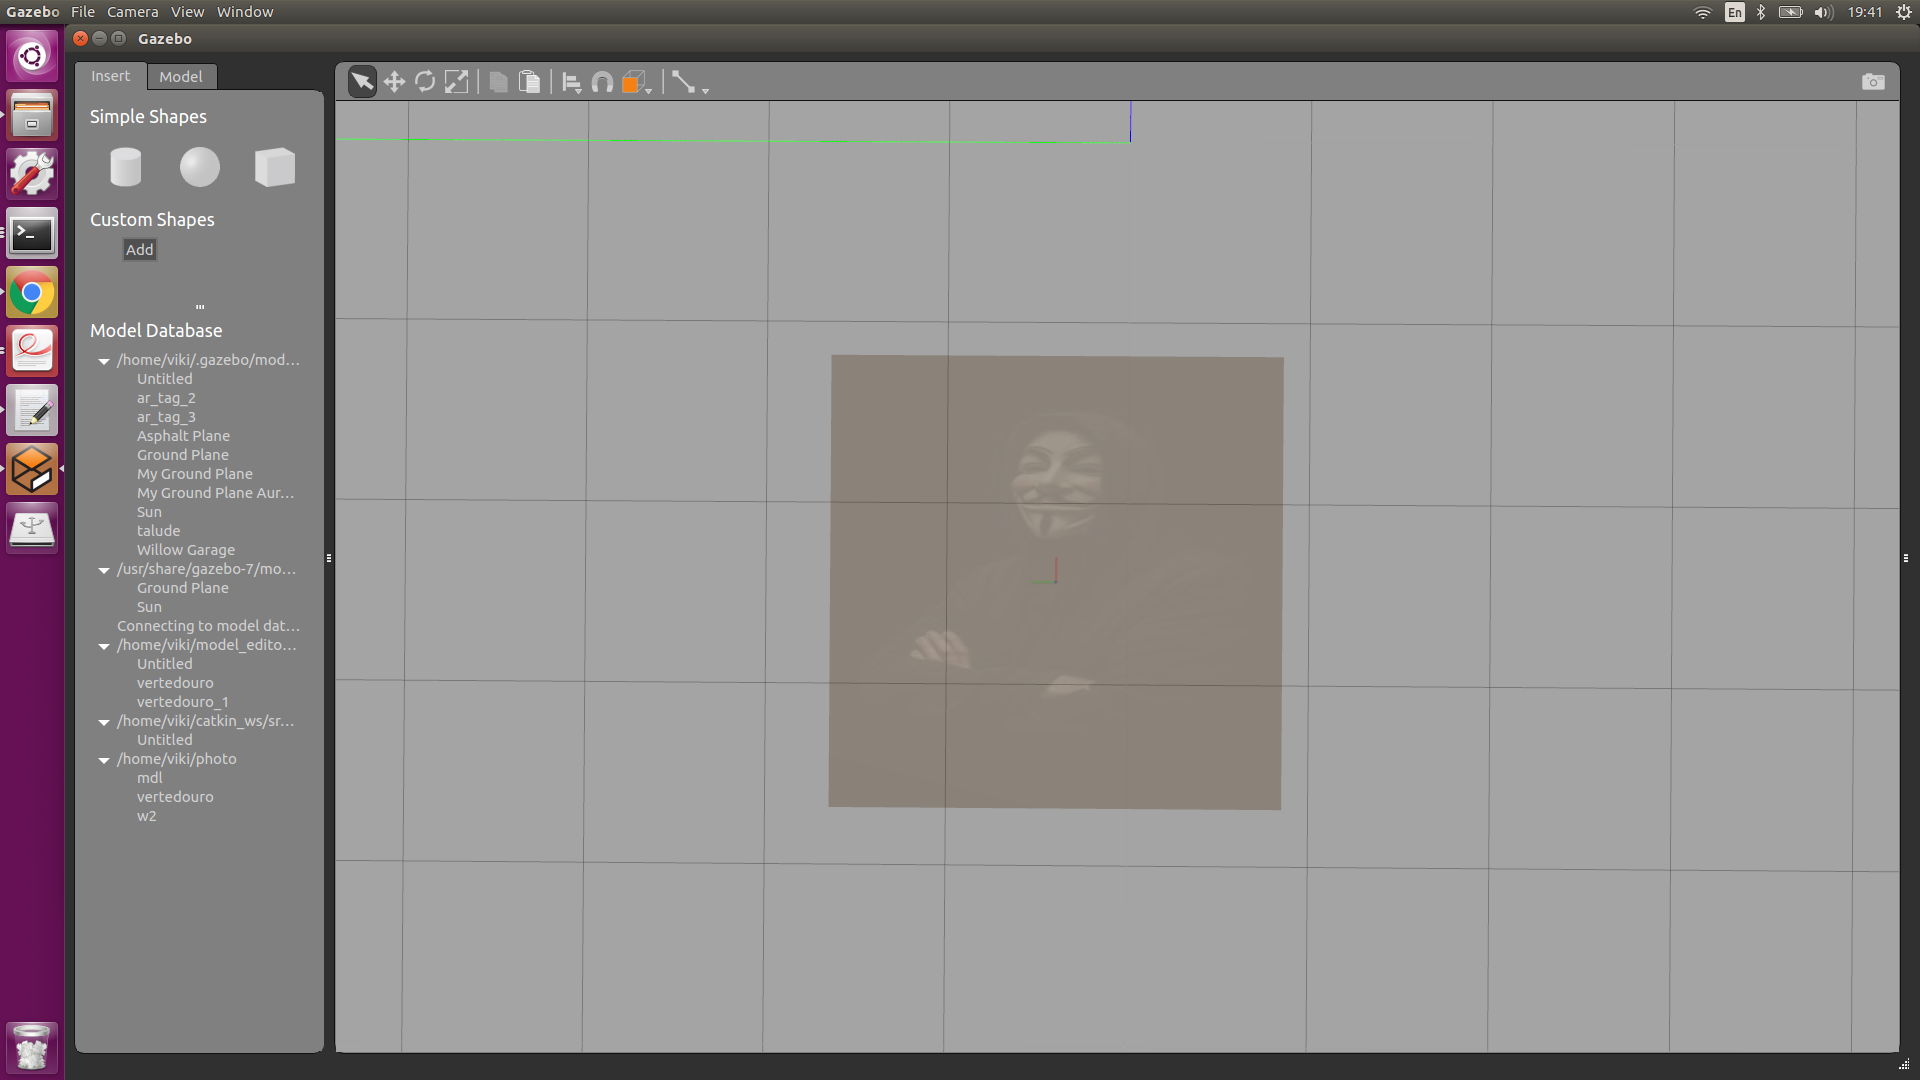 Gazebo File Camera View Window
En 19:41
Gazebo
Insert Model
Simple Shapes
Custom Shapes
Add
Model Database
/home/viki/.gazebo/mod...
Untitled
ar_tag_2
ar_tag_3
Asphalt Plane
Ground Plane
My Ground Plane
My Ground Plane Aur...
Sun
talude
Willow Garage
/usr/share/gazebo-7/mo...
Ground Plane
Sun
Connecting to model dat...
/home/viki/model_edito...
Untitled
vertedouro
vertedouro_1
/home/viki/catkin_ws/sr...
Untitled
/home/viki/photo
mdl
vertedouro
w2